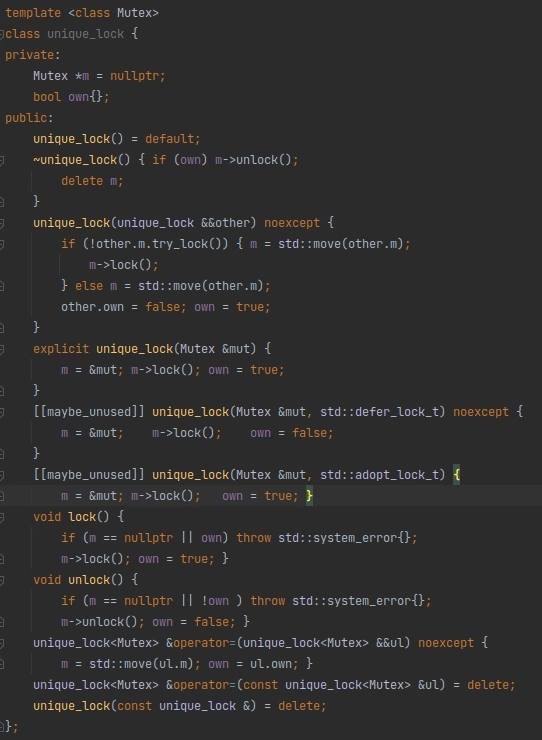 template <class Mutex>
class unique_lock {
private:
    Mutex *m = nullptr;
    bool own{};
public:
    unique_lock() = default;
    ~unique_lock() { if (own) m->unlock();
        delete m;
    }
    unique_lock(unique_lock &&other) noexcept {
        if (!other.m.try_lock()) { m = std::move(other.m);
            m->lock();
        } else m = std::move(other.m);
        other.own = false; own = true;
    }
    explicit unique_lock(Mutex &mut) {
        m = &mut; m->lock(); own = true;
    }
    [[maybe_unused]] unique_lock(Mutex &mut, std::defer_lock_t) noexcept {
        m = &mut;    m->lock();    own = false;
    }
    [[maybe_unused]] unique_lock(Mutex &mut, std::adopt_lock_t) {
        m = &mut; m->lock();   own = true; }
    void lock() {
        if (m == nullptr || own) throw std::system_error{};
        m->lock(); own = true; }
    void unlock() {
        if (m == nullptr || !own ) throw std::system_error{};
        m->unlock(); own = false; }
    unique_lock<Mutex> &operator=(unique_lock<Mutex> &&ul) noexcept {
        m = std::move(ul.m); own = ul.own; }
    unique_lock<Mutex> &operator=(const unique_lock<Mutex> &ul) = delete;
    unique_lock(const unique_lock &) = delete;
};